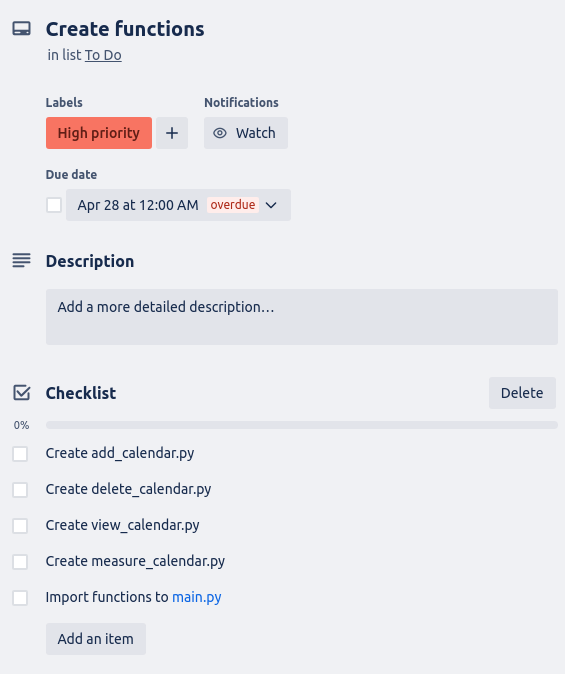 Create functions
in list To Do
Labels
Notifications
High priority
Watch
Due date
Apr 28 at 12:00 AM overdue
Description
Add a more detailed description…
Checklist
Delete
0%
Create add_calendar.py
Create delete_calendar.py
Create view_calendar.py
Create measure_calendar.py
Import functions to main.py
Add an item